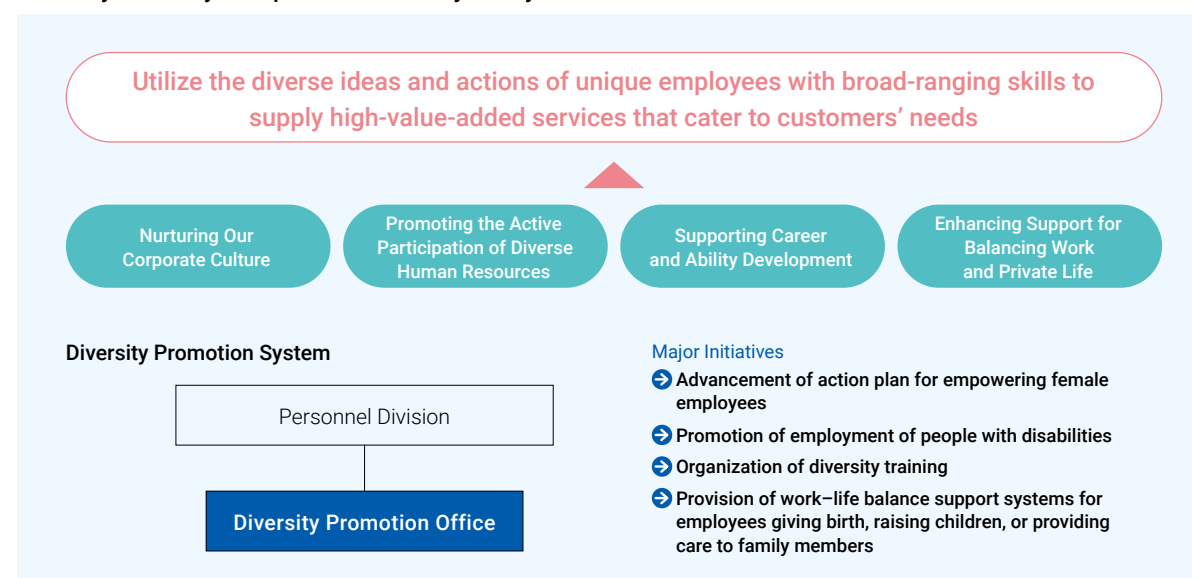 Utilize the diverse ideas and actions of unique employees with broad-ranging skills to
supply high-value-added services that cater to customers’ needs
Nurturing Our
Corporate Culture
Promoting the Active
Participation of Diverse
Human Resources
Supporting Career
and Ability Development
Enhancing Support for
Balancing Work
and Private Life
Diversity Promotion System
Personnel Division
Diversity Promotion Office
Major Initiatives
Advancement of action plan for empowering female
employees
Promotion of employment of people with disabilities
Organization of diversity training
Provision of work–life balance support systems for
employees giving birth, raising children, or providing
care to family members